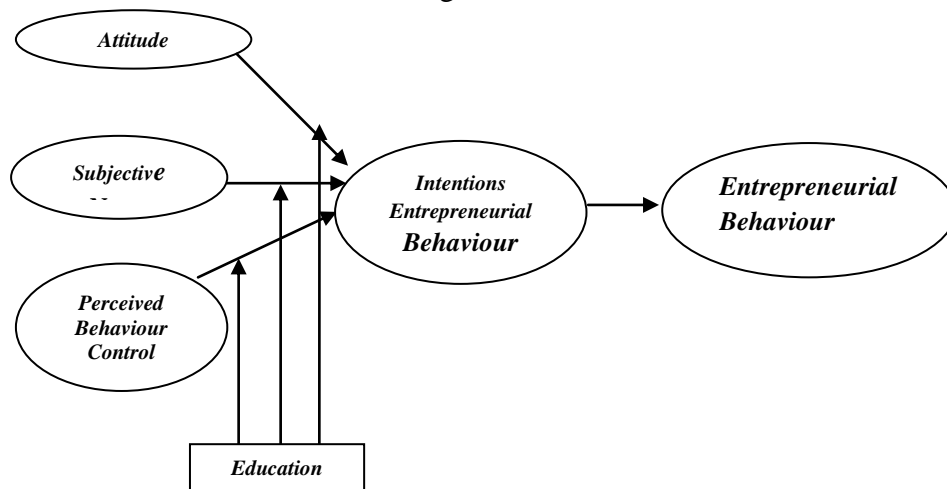 Attitude
Subjective
Intentions
Entrepreneurial
Behaviour
Entrepreneurial
Behaviour
Perceived
Behaviour
Control
Education